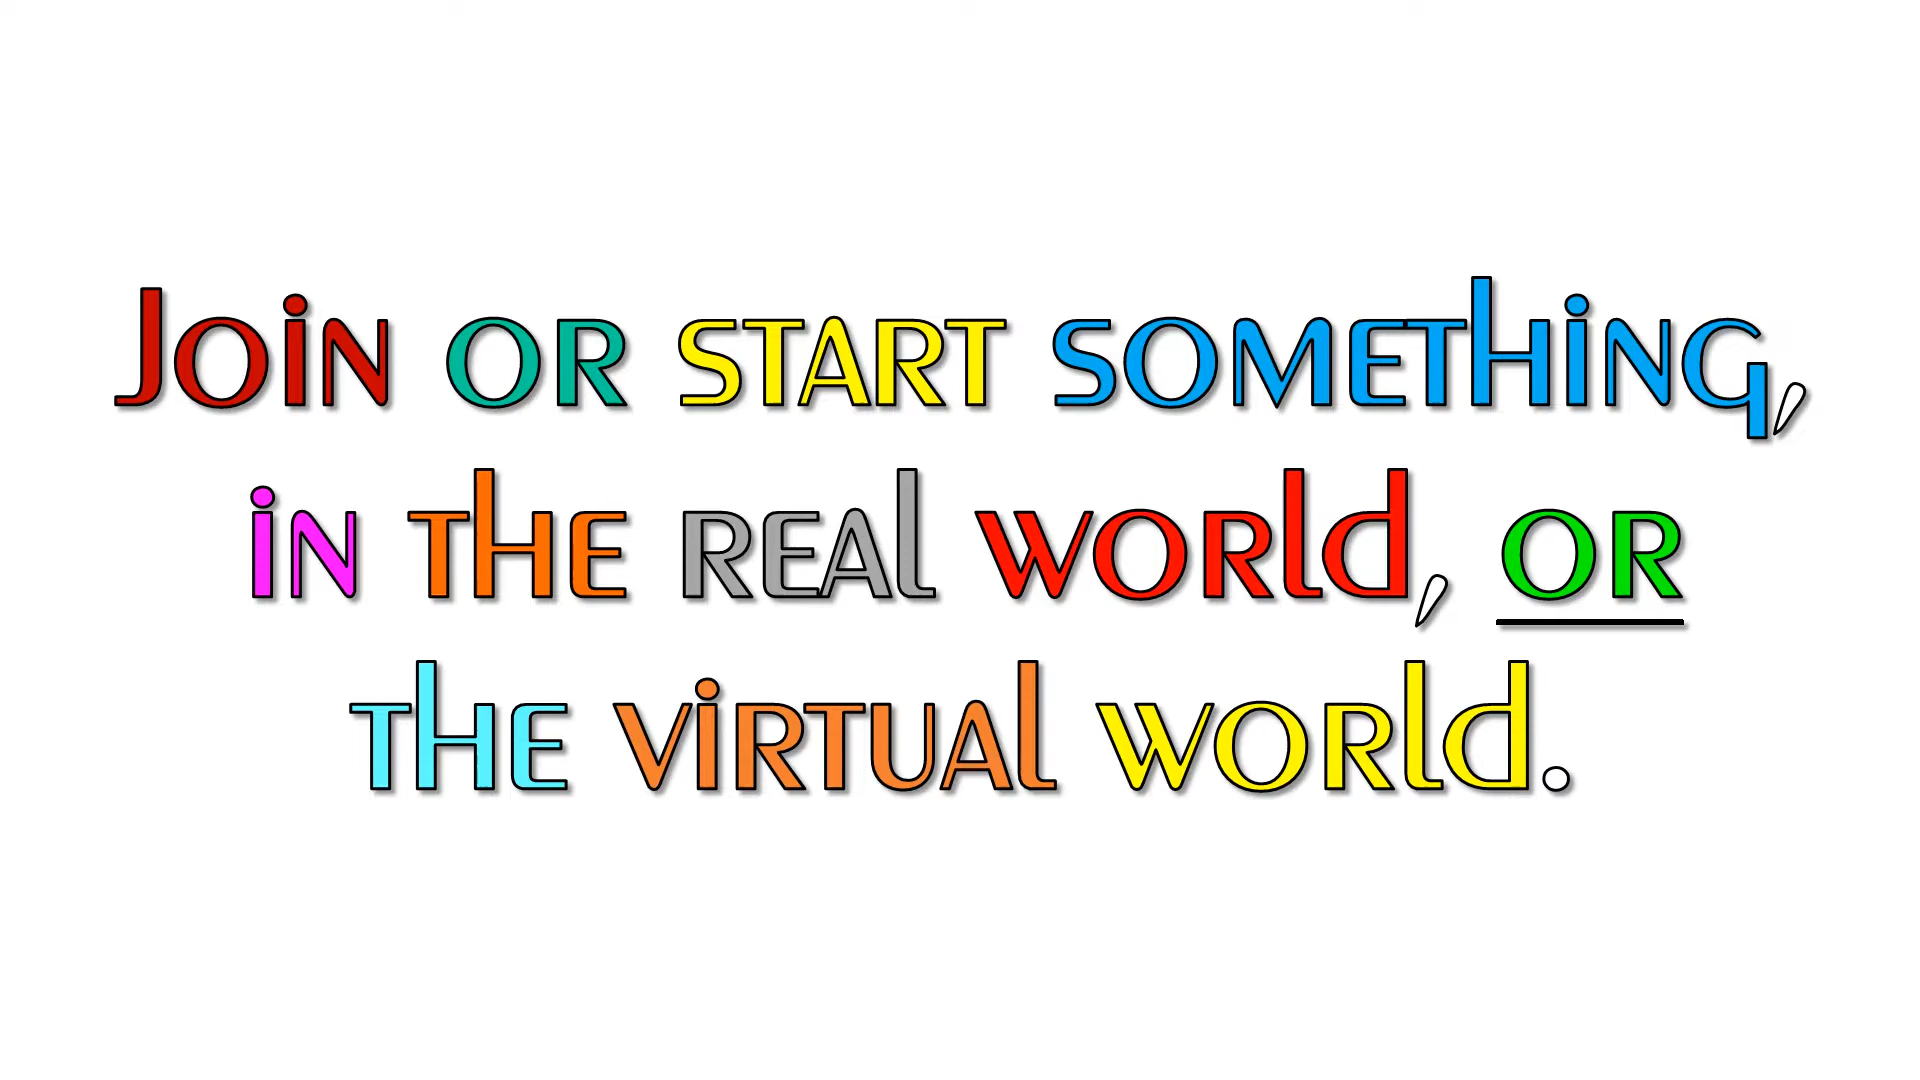 Join or start something,
in the real world, or
the virtual world.